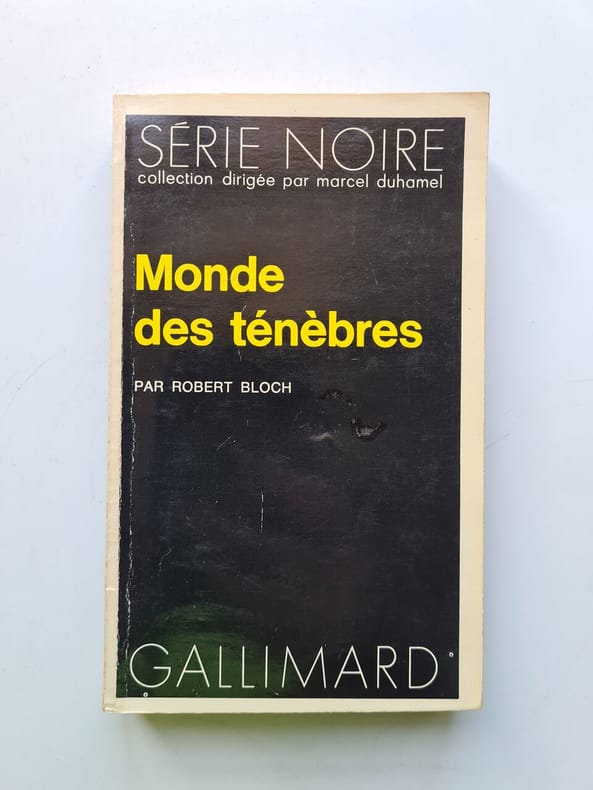 SÉRIE NOIRE
collection dirigée par marcel duhamel
Monde
des ténèbres
PAR ROBERT BLOCH
GALLIMARD